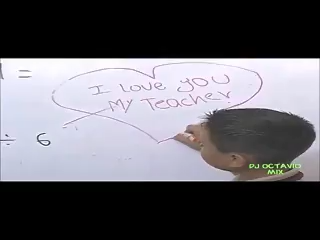 I LOVE YOU
MY TEACHER
÷ 6
DJ OCTAVIO
MIX